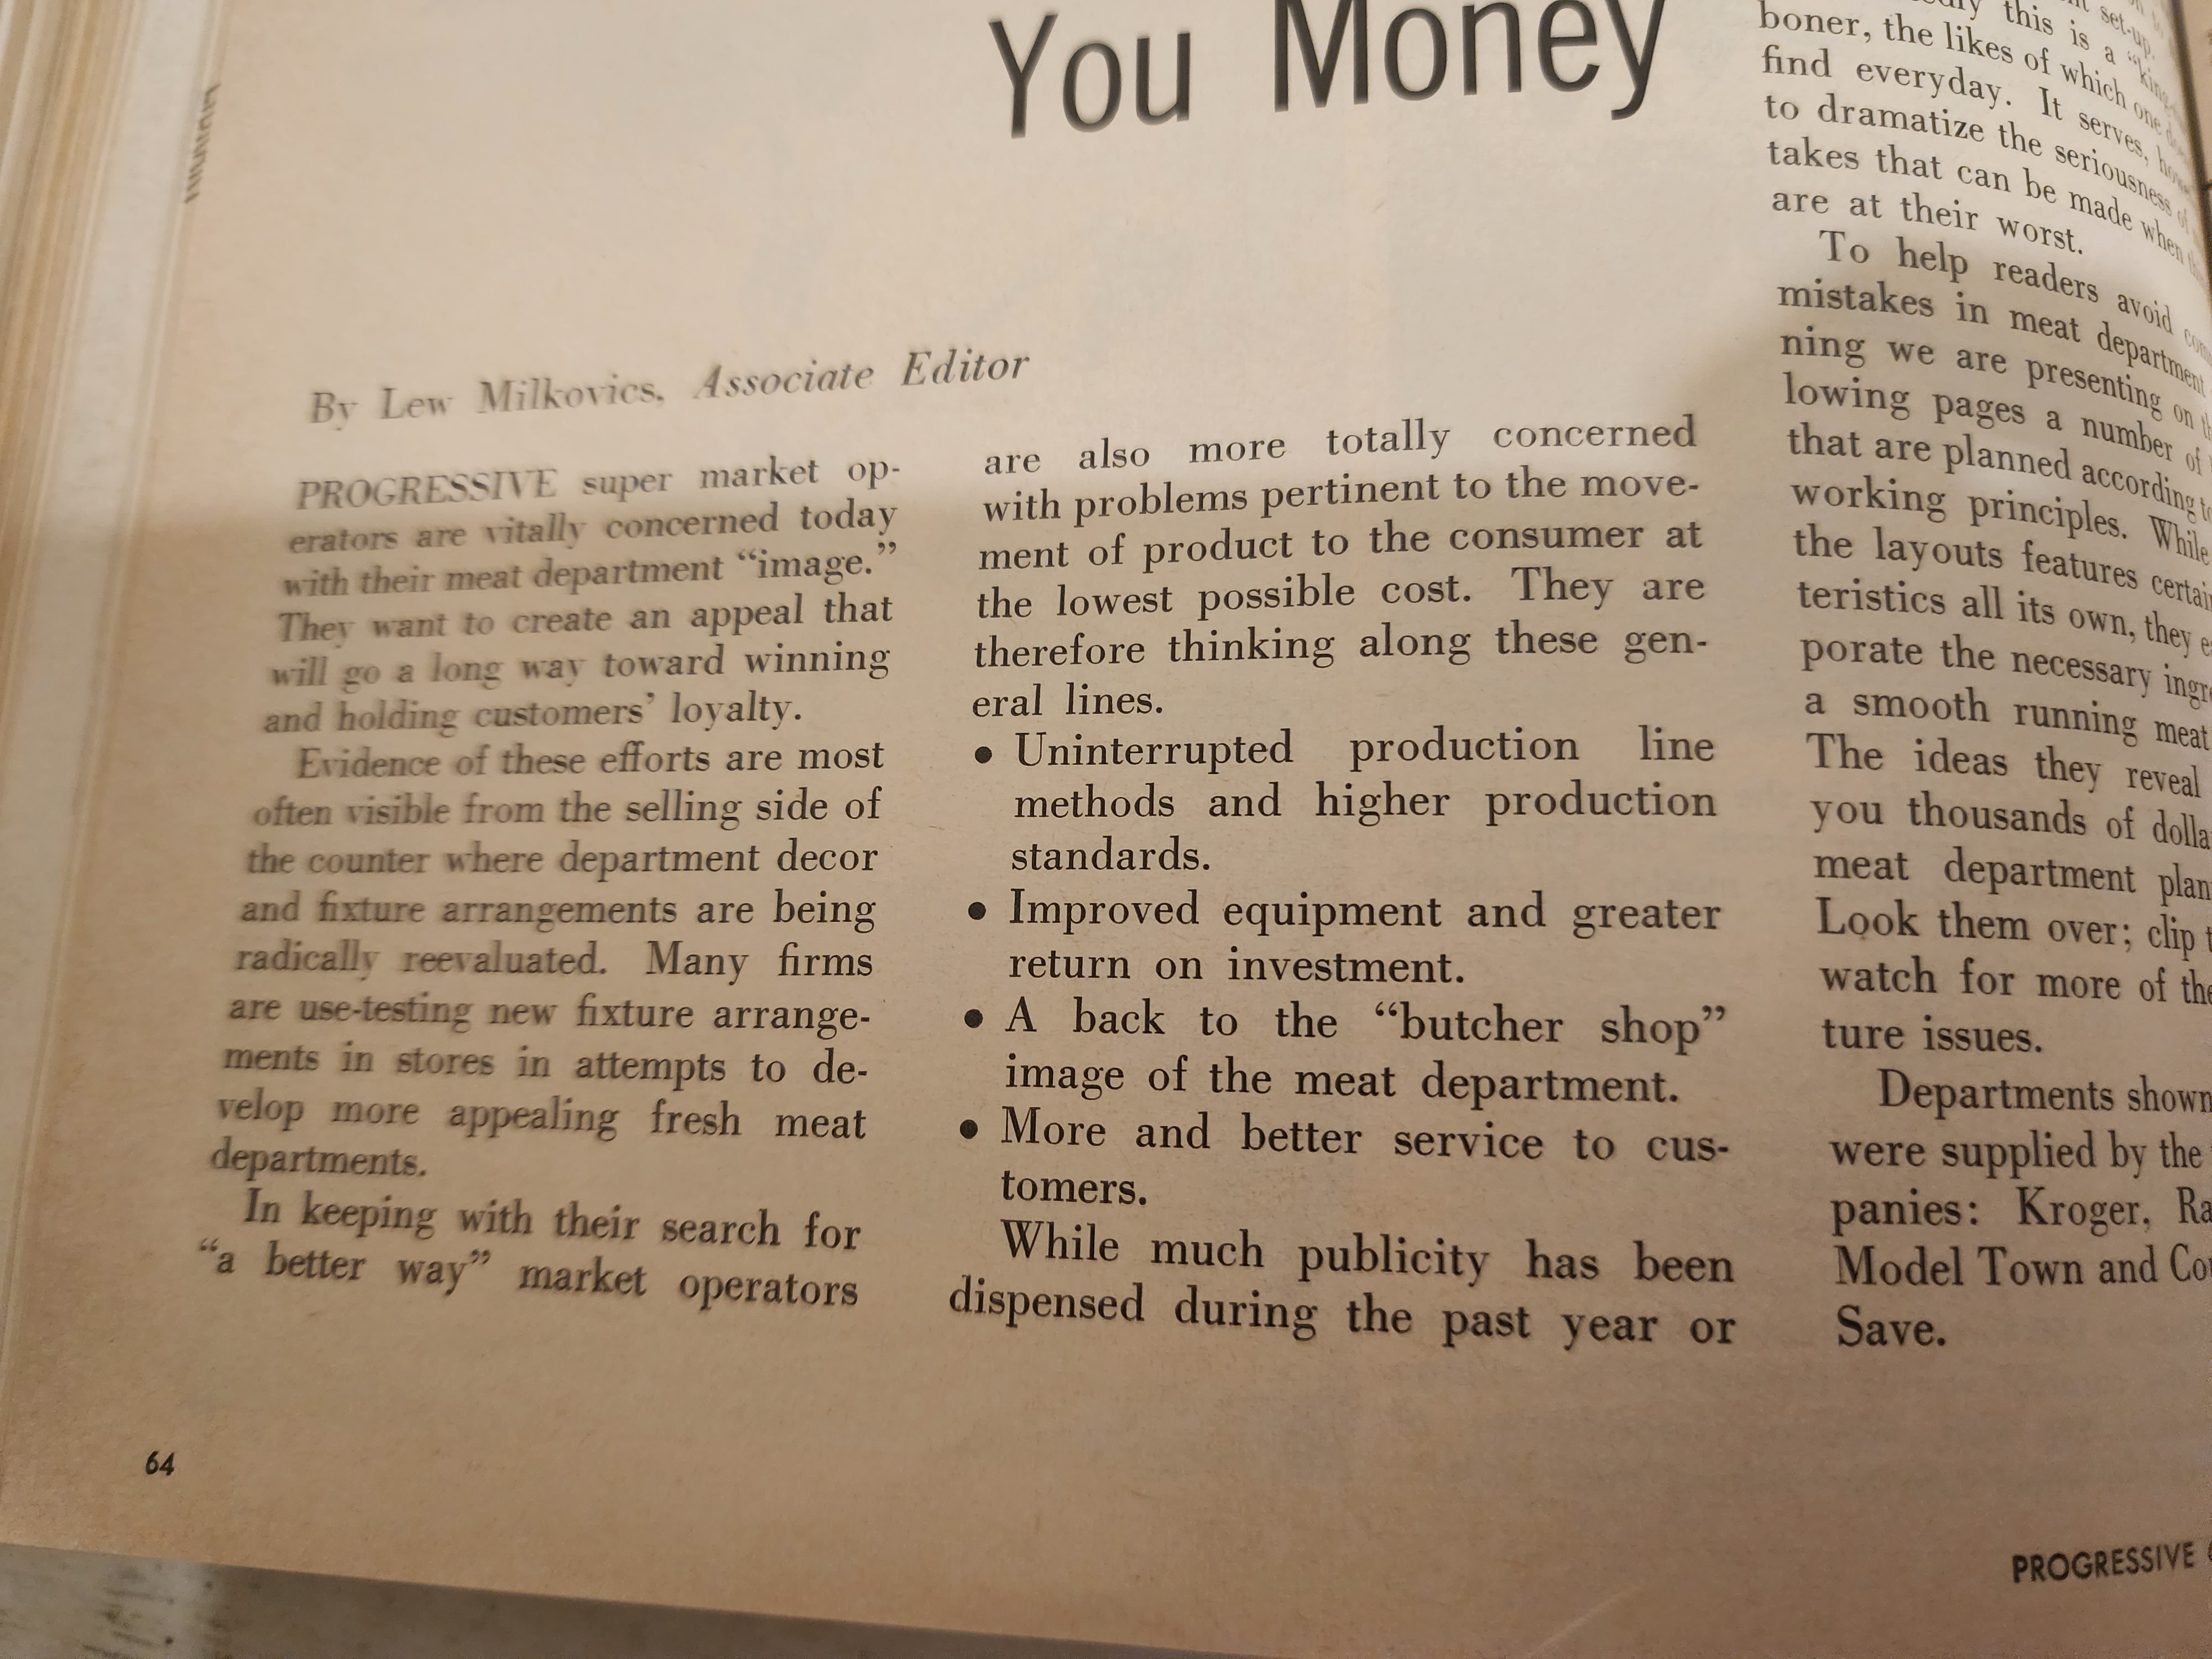 You Money
By Lew Milkovics, Associate Editor
PROGRESSIVE super market op-
erators are vitally concerned today
with their meat department “image.”
They want to create an appeal that
will go a long way toward winning
and holding customers’ loyalty.
Evidence of these efforts are most
often visible from the selling side of
the counter where department decor
and fixture arrangements are being
radically reevaluated. Many firms
are use-testing new fixture arrange-
ments in stores in attempts to de-
velop more appealing fresh meat
departments.
In keeping with their search for
“a better way” market operators
are also more totally concerned
with problems pertinent to the move-
ment of product to the consumer at
the lowest possible cost. They are
therefore thinking along these gen-
eral lines.
• Uninterrupted production line
methods and higher production
standards.
• Improved equipment and greater
return on investment.
• A back to the “butcher shop”
image of the meat department.
• More and better service to cus-
tomers.
While much publicity has been
dispensed during the past year or
set-up.
this is a
boner, the likes of which one
find everyday. It serves,
to dramatize the seriousness of
takes that can be made when
are at their worst.
To help readers avoid
mistakes in meat department
ning we are presenting on
lowing pages a number of
that are planned according
working principles. While
the layouts features
teristics all its own, they
porate the necessary
a smooth running meat
The ideas they reveal
you thousands of
meat department
Look them over; clip
watch for more of
ture issues.
Departments shown
were supplied by the
panies: Kroger,
Model Town and
Save.
64
PROGRESSIVE